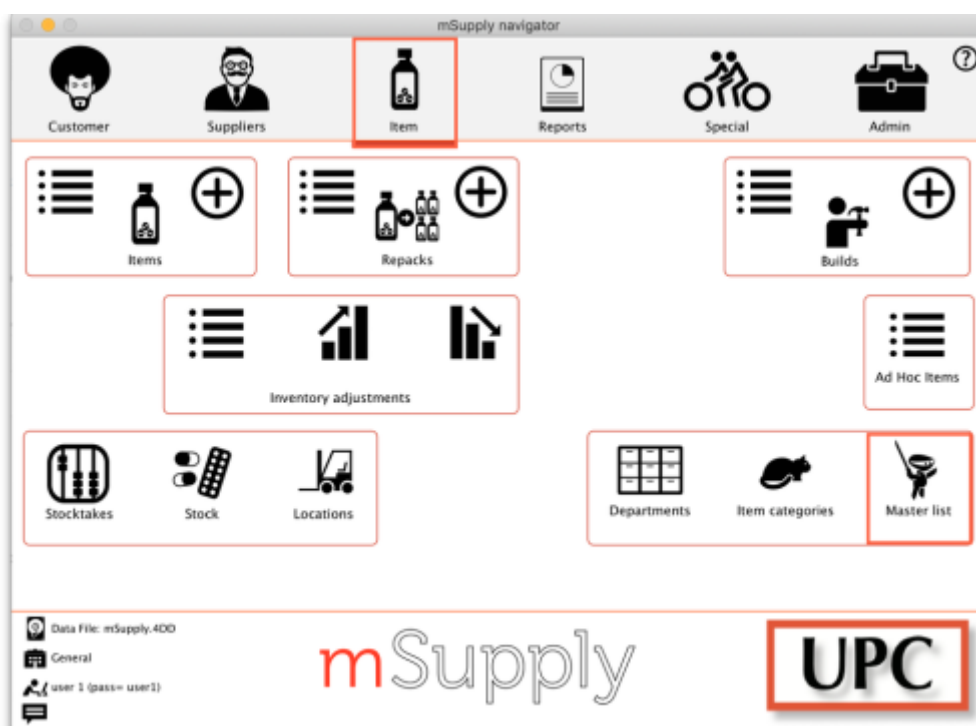 mSupply navigator
Customer
Suppliers
Item
Reports
Special
Admin
?
Items
Repacks
Builds
Inventory adjustments
Ad Hoc Items
Stocktakes
Stock
Locations
Departments
Item categories
Master list
Data File: mSupply.4DD
General
user 1 (pass= user1)
mSupply
UPC